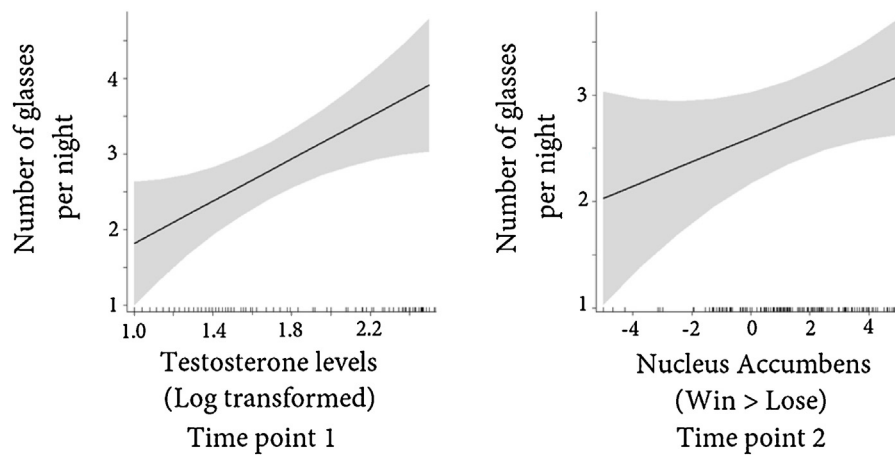 Number of glasses
per night
4
3
2
1
1.0 1.4 1.8 2.2
Testosterone levels
(Log transformed)
Time point 1
Number of glasses
per night
3
2
1
-4 -2 0 2 4
Nucleus Accumbens
(Win > Lose)
Time point 2